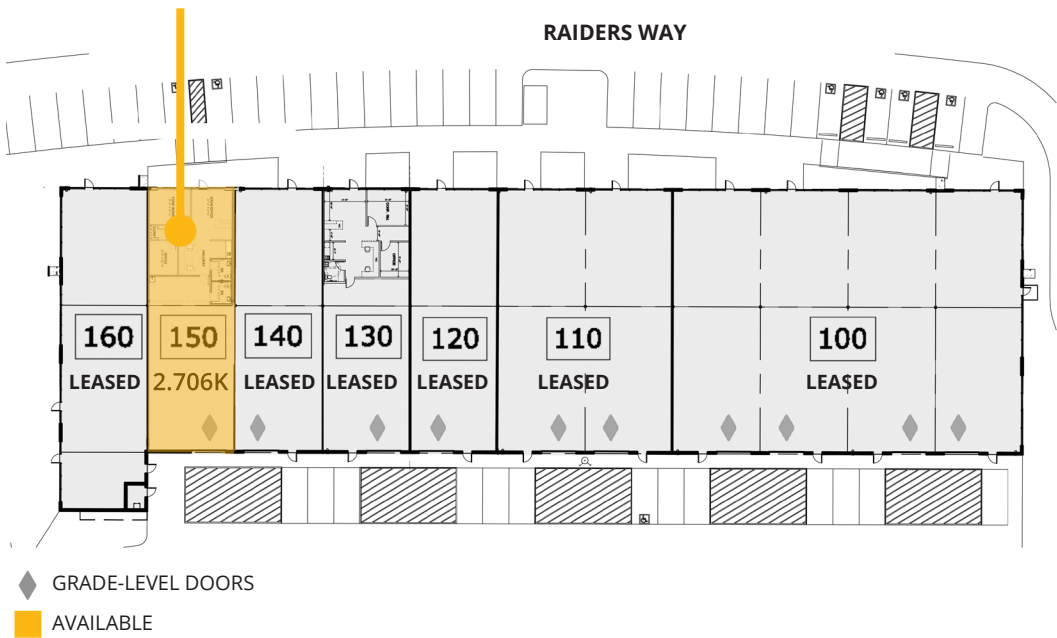 RAIDERS WAY
160
150
140
130
120
110
100
LEASED
2.706K
LEASED
LEASED
LEASED
LEASED
LEASED
GRADE-LEVEL DOORS
AVAILABLE